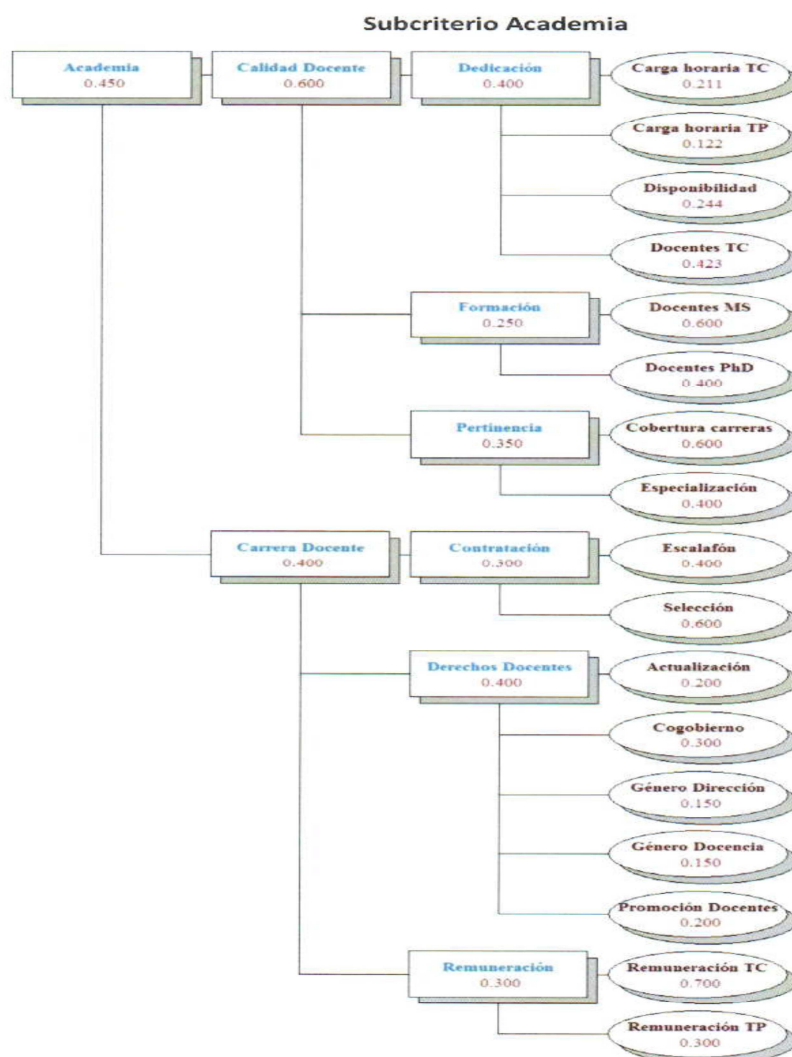 Subcriterio Academia
Academia
0.450
Calidad Docente
0.600
Dedicación
0.400
Carga horaria TC
0.211
Carga horaria TP
0.122
Disponibilidad
0.244
Docentes TC
0.423
Formación
0.250
Docentes MS
0.600
Docentes PhD
0.400
Pertinencia
0.350
Cobertura carreras
0.600
Especialización
0.400
Carrera Docente
0.400
Contratación
0.300
Escalafón
0.400
Selección
0.600
Derechos Docentes
0.400
Actualización
0.200
Cogobierno
0.300
Género Dirección
0.150
Género Docencia
0.150
Promoción Docentes
0.200
Remuneración
0.300
Remuneración TC
0.700
Remuneración TP
0.300